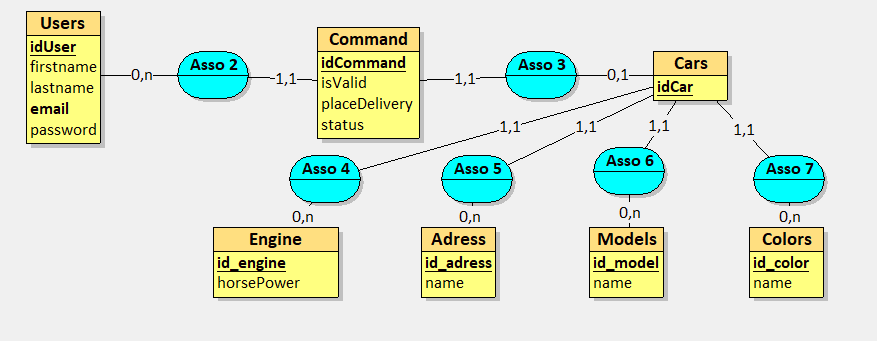 Users
idUser
firstname
lastname
email
password
0,n
Asso 2
1,1
Command
idCommand
isValid
placeDelivery
status
1,1
Asso 3
0,1
Cars
idCar
1,1
1,1
1,1
1,1
Asso 4
Asso 5
Asso 6
Asso 7
0,n
0,n
0,n
0,n
Engine
id_engine
horsePower
Adress
id_adress
name
Models
id_model
name
Colors
id_color
name